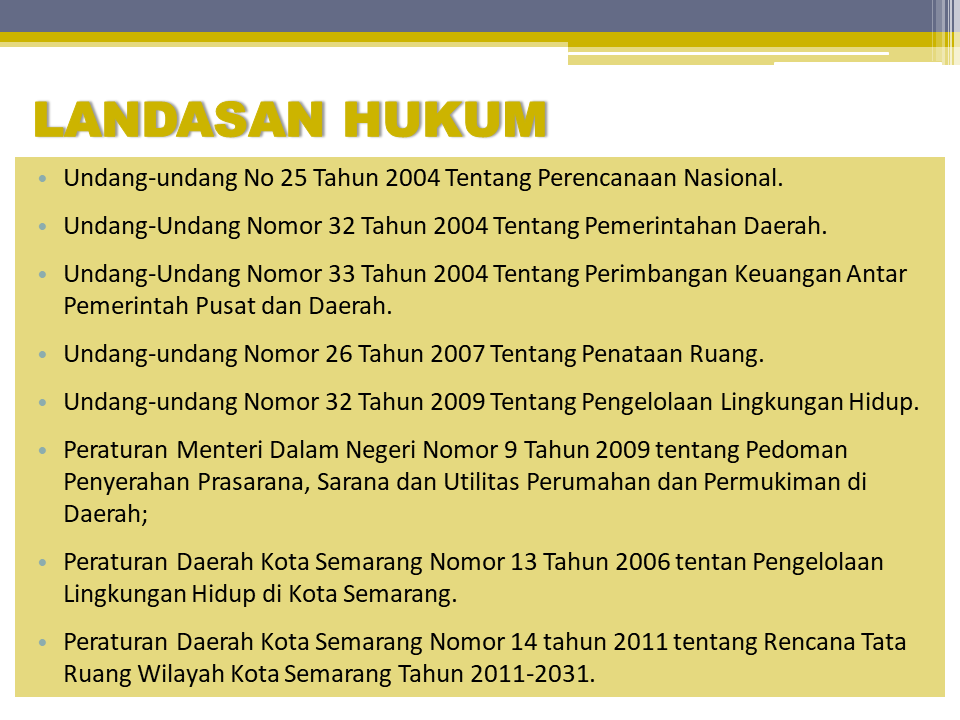 LANDASAN HUKUM
• Undang-undang No 25 Tahun 2004 Tentang Perencanaan Nasional.
• Undang-Undang Nomor 32 Tahun 2004 Tentang Pemerintahan Daerah.
• Undang-Undang Nomor 33 Tahun 2004 Tentang Perimbangan Keuangan Antar
Pemerintah Pusat dan Daerah.
• Undang-undang Nomor 26 Tahun 2007 Tentang Penataan Ruang.
• Undang-undang Nomor 32 Tahun 2009 Tentang Pengelolaan Lingkungan Hidup.
• Peraturan Menteri Dalam Negeri Nomor 9 Tahun 2009 tentang Pedoman
Penyerahan Prasarana, Sarana dan Utilitas Perumahan dan Permukiman di
Daerah;
• Peraturan Daerah Kota Semarang Nomor 13 Tahun 2006 tentan Pengelolaan
Lingkungan Hidup di Kota Semarang.
• Peraturan Daerah Kota Semarang Nomor 14 tahun 2011 tentang Rencana Tata
Ruang Wilayah Kota Semarang Tahun 2011-2031.